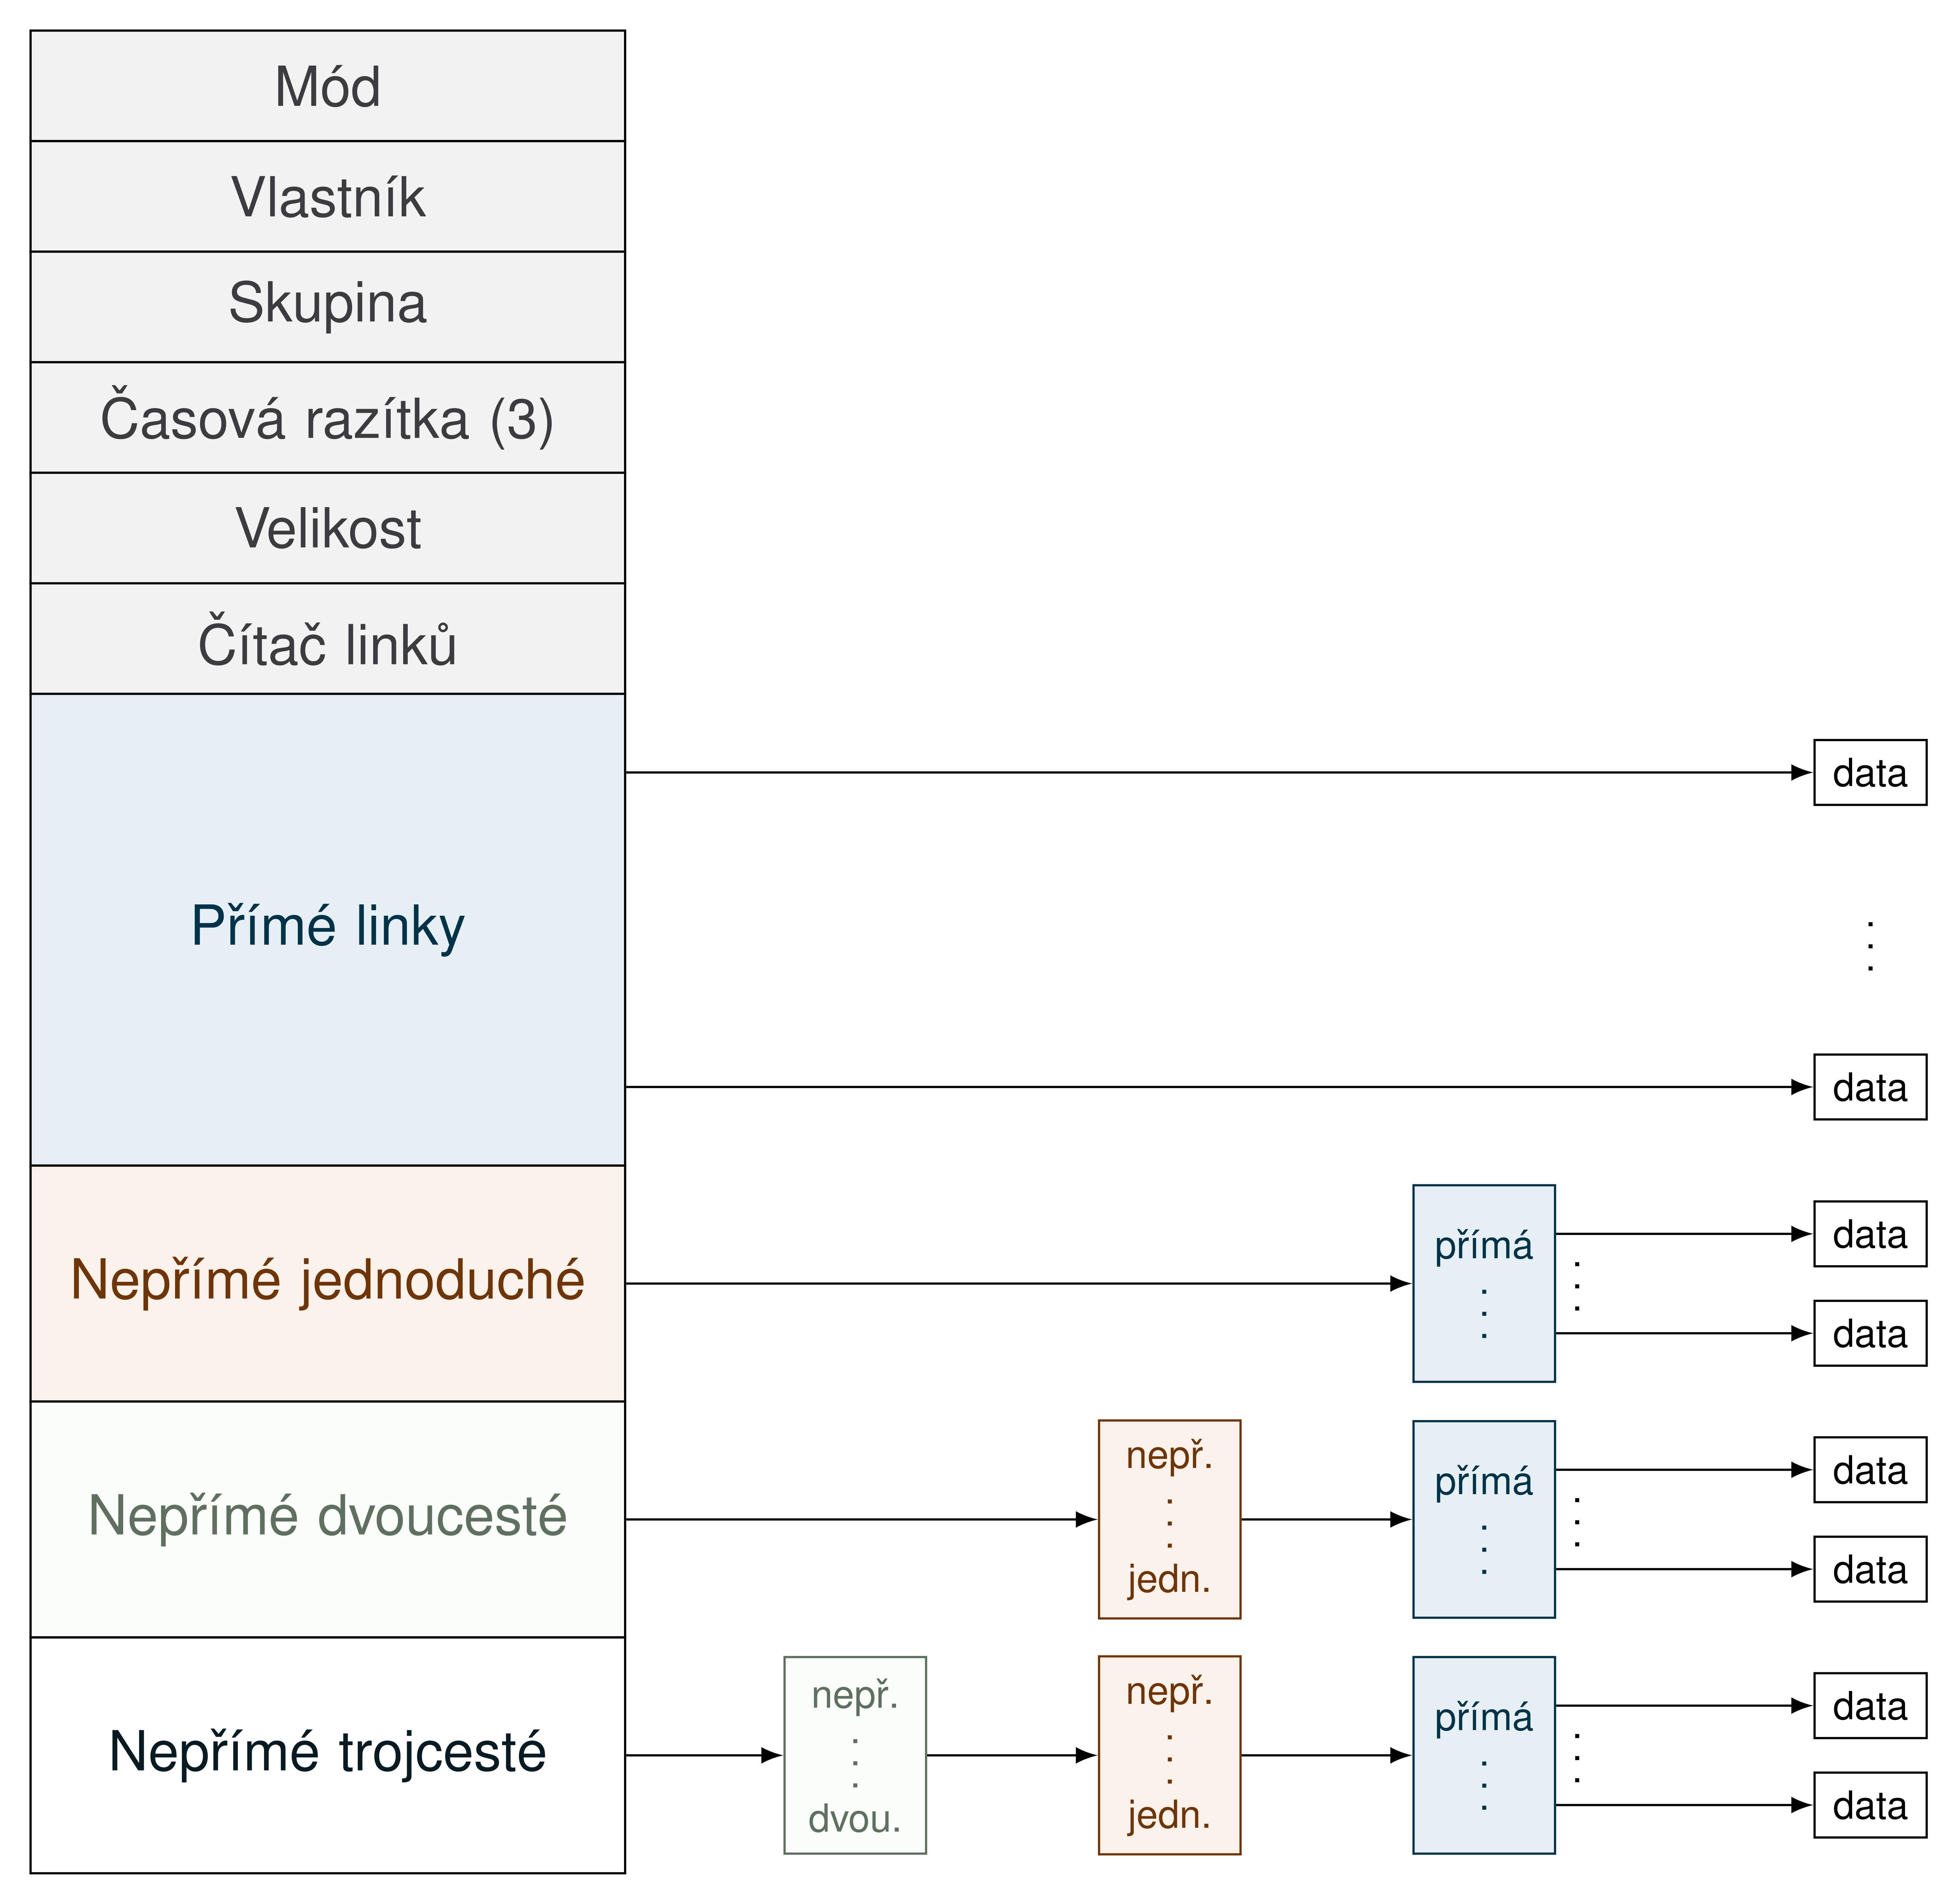 Mód
Vlastník
Skupina
Časová razítka (3)
Velikost
Čítač linků
Přímé linky
data
data
Nepřímé jednoduché
přímá
data
data
Nepřímé dvoucesté
nepř.
jedn.
přímá
data
data
Nepřímé trojcesté
nepř.
dvou.
nepř.
jedn.
přímá
data
data